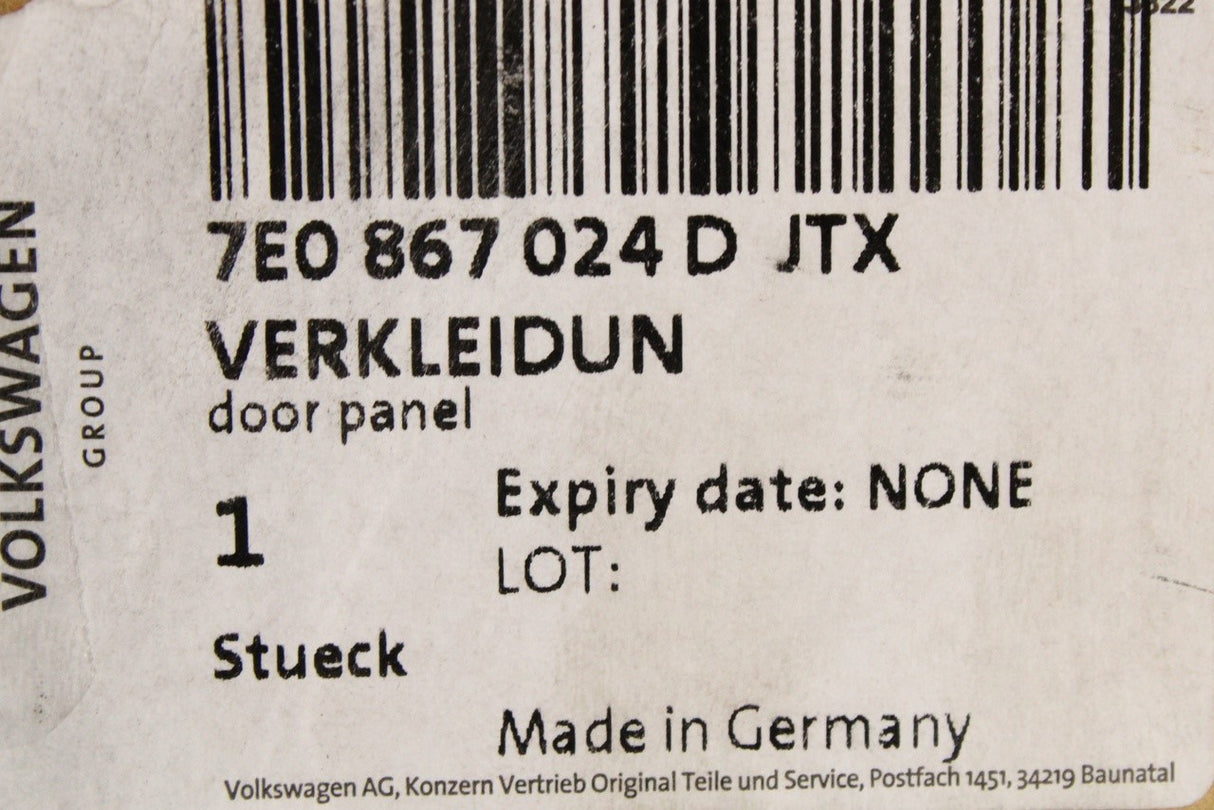 7E0 867 024 D JTX
VERKLEIDUN
door panel
1
Expiry date: NONE
LOT:
Stueck
Made in Germany
Volkswagen AG, Konzern Vertrieb Original Teile und Service, Postfach 1451, 34219 Baunatal
VOLKSWAGEN
GROUP